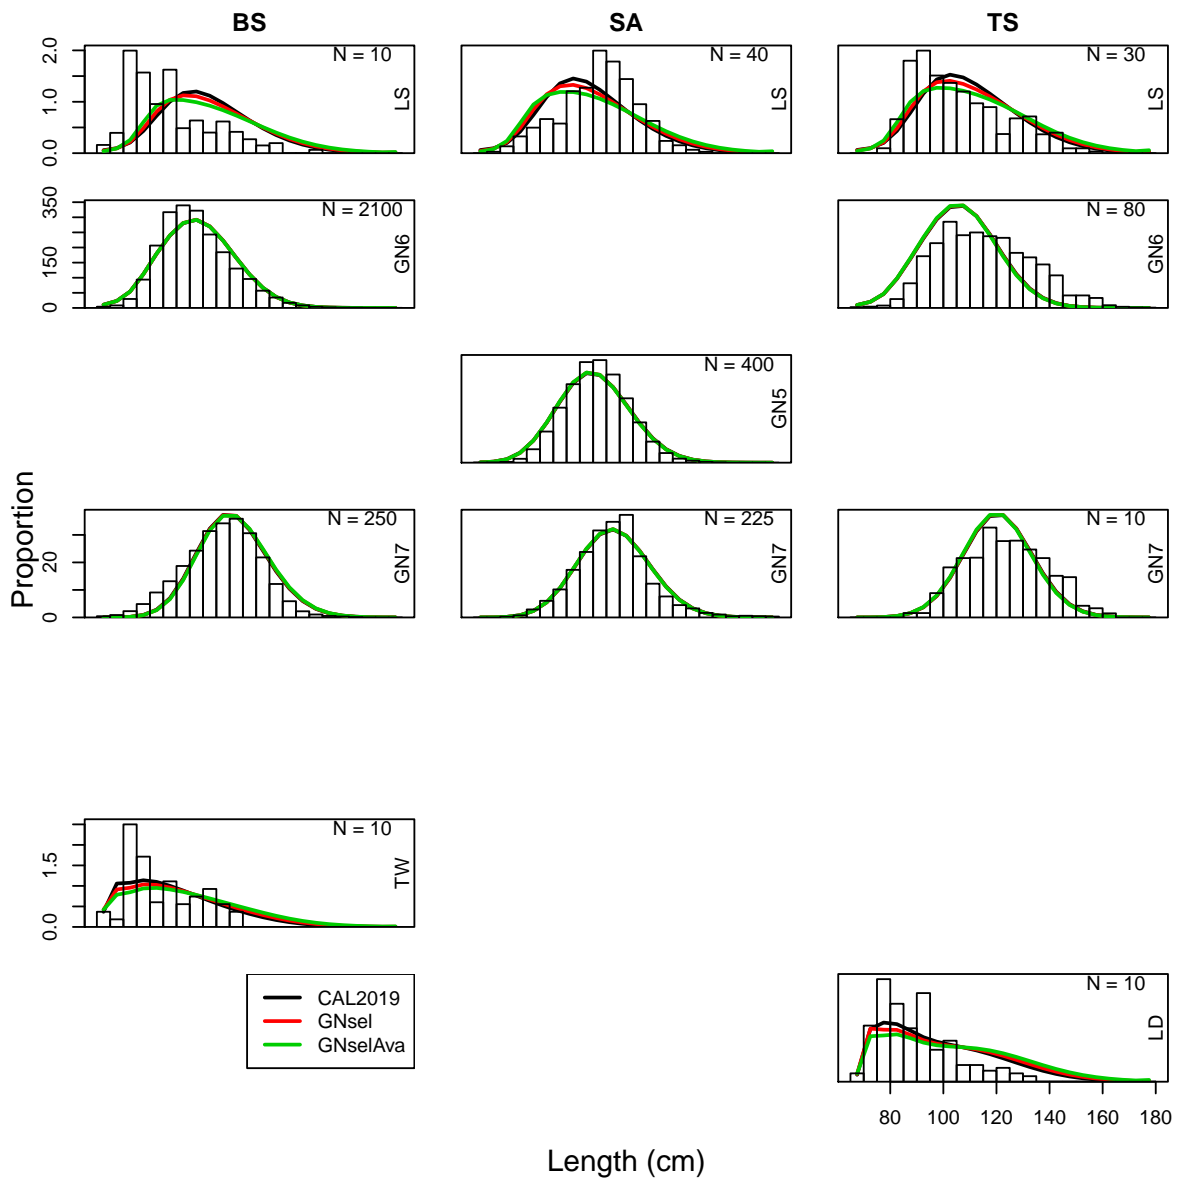 BS SA TS
N = 10 N = 40 N = 30
LS LS LS
0.0 1.0 2.0
N = 2100 N = 80
GN6 GN6
0 150 350
N = 400
GN5
N = 250 N = 225 N = 10
GN7 GN7 GN7
0 20
Proportion
N = 10
TW
0.0 1.5
CAL2019
GNsel
GNselAva
N = 10
LD
80 100 120 140 160 180
Length (cm)